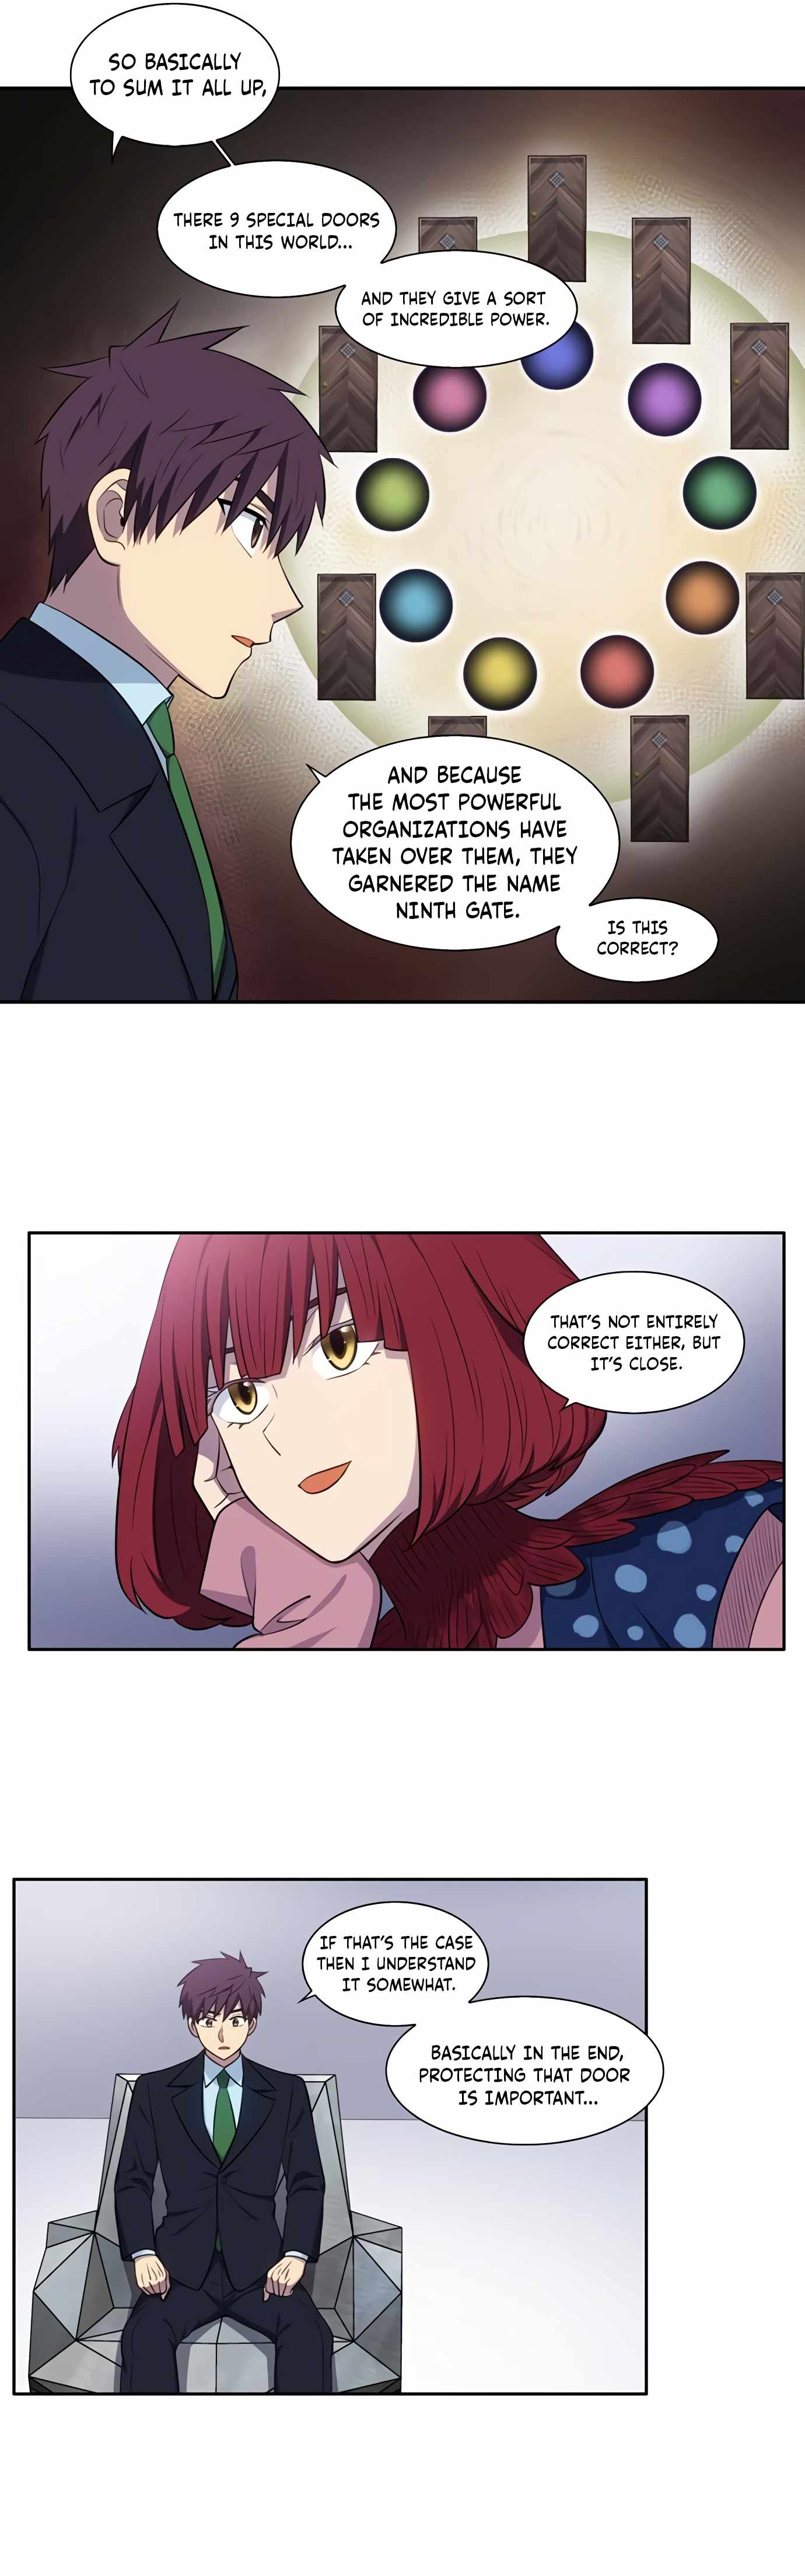 SO BASICALLY
TO SUM IT ALL UP,
THERE 9 SPECIAL DOORS
IN THIS WORLD...
AND THEY GIVE A SORT
OF INCREDIBLE POWER.
AND BECAUSE
THE MOST POWERFUL
ORGANIZATIONS HAVE
TAKEN OVER THEM, THEY
GARNERED THE NAME
NINTH GATE.
IS THIS
CORRECT?
THAT'S NOT ENTIRELY
CORRECT EITHER, BUT
IT'S CLOSE.
IF THAT'S THE CASE
THEN I UNDERSTAND
IT SOMEWHAT.
BASICALLY IN THE END,
PROTECTING THAT DOOR
IS IMPORTANT...